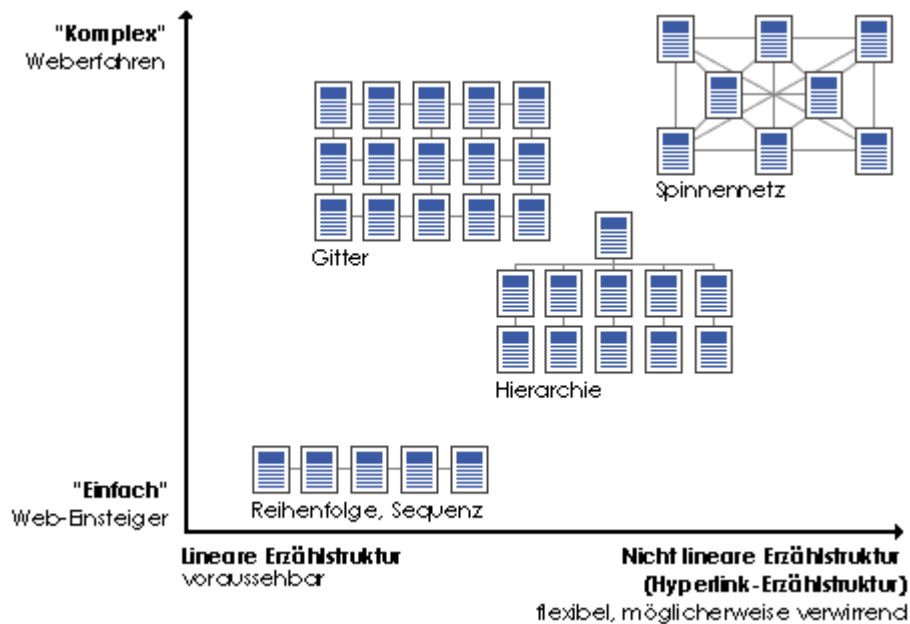 "Komplex"
Weberfahren
Spinnennetz
Gitter
Hierarchie
"Einfach"
Web-Einsteiger
Reihenfolge, Sequenz
Lineare Erzählstruktur
voraussehbar
Nicht lineare Erzählstruktur
(Hyperlink-Erzählstruktur)
flexibel, möglicherweise verwirrend